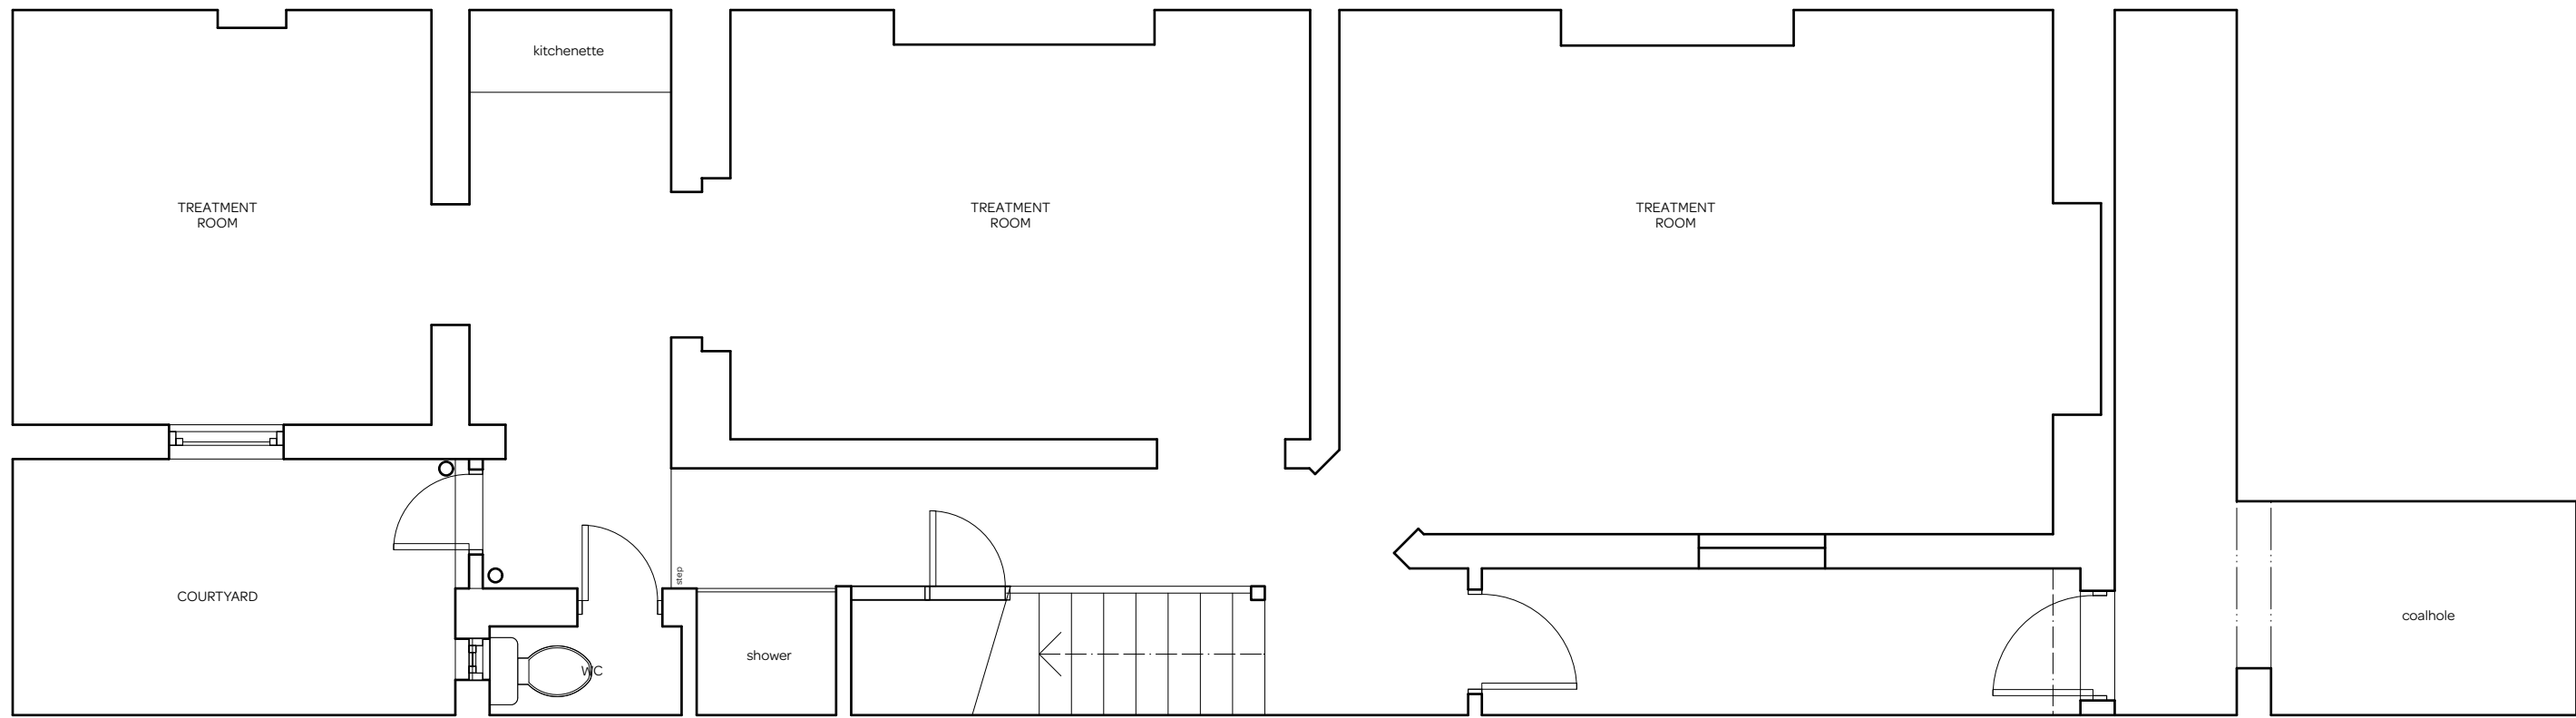 kitchenette
TREATMENT
ROOM
TREATMENT
ROOM
TREATMENT
ROOM
step
COURTYARD
coalhole
shower
WC